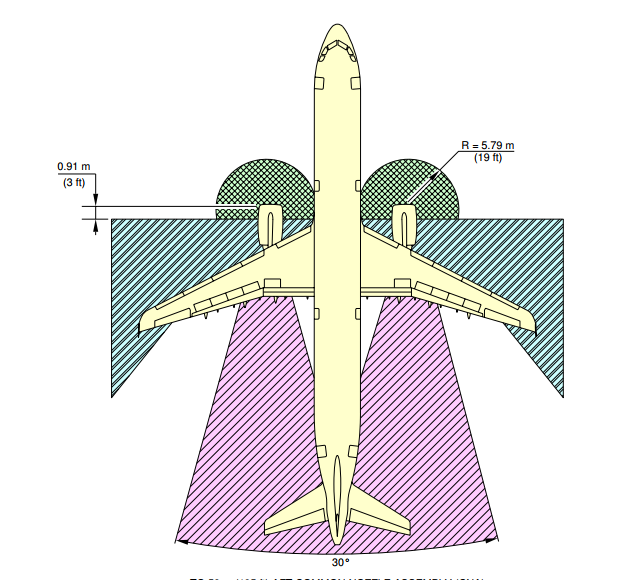 R = 5.79 m
(19 ft)
0.91 m
(3 ft)
30°